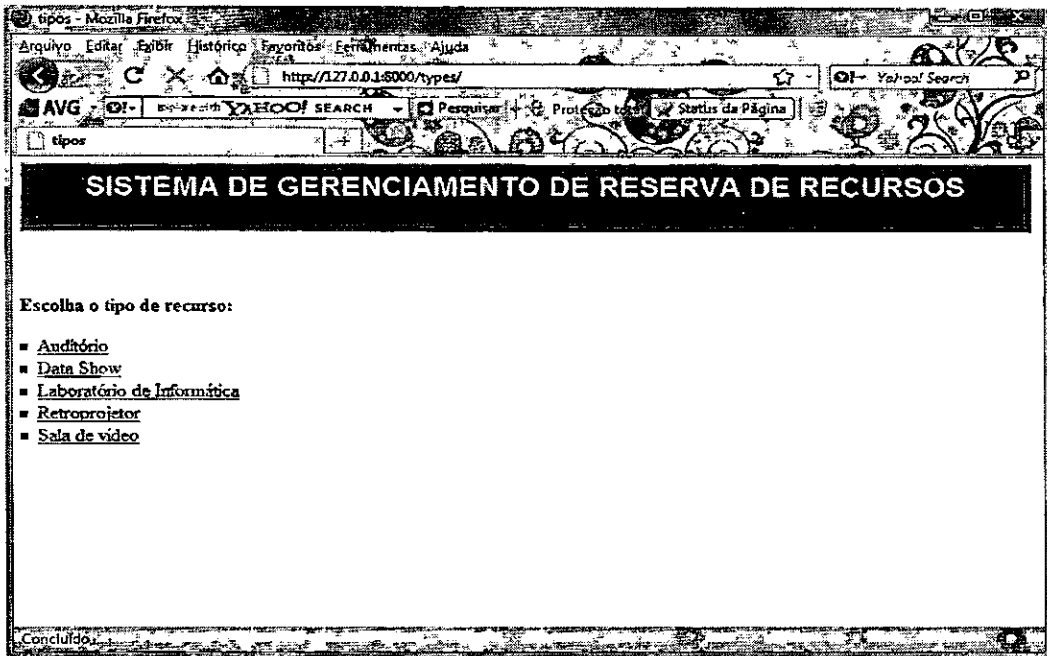 tipos - Mozilla Firefox
Arquivo Editar Exibir Histórico Favoritos Ferramentas Ajuda
http://127.0.0.1:8000/types/ Yahoo! Search
AVG YAHOO! SEARCH Pesquisar Proteção Status da Página
tipos
SISTEMA DE GERENCIAMENTO DE RESERVA DE RECURSOS
Escolha o tipo de recurso:
Auditório
Data Show
Laboratório de Informática
Retroprojetor
Sala de vídeo
Concluído